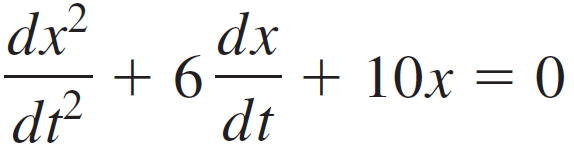 dx²/dt² + 6 dx/dt + 10x = 0